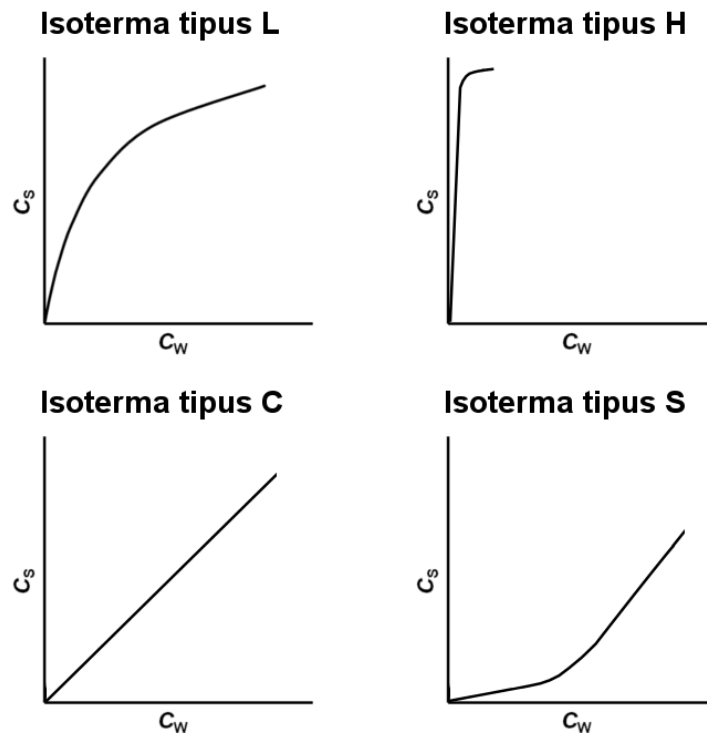 Isoterma tipus L
Isoterma tipus H
Cs
Cw
Cs
Cw
Isoterma tipus C
Isoterma tipus S
Cs
Cw
Cs
Cw